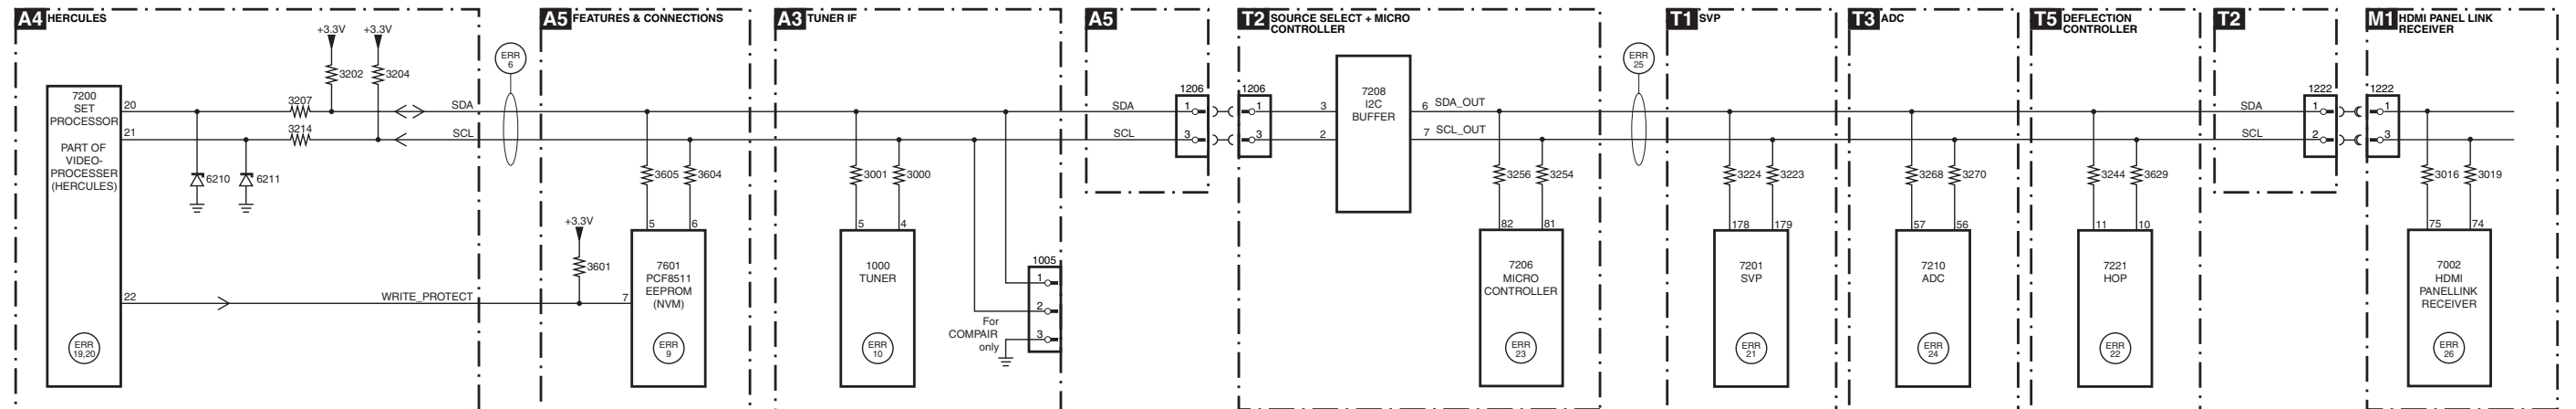 A4 HERCULES
+3.3V +3.3V
3202 3204
7200
SET
PROCESSOR
PART OF
VIDEO-
PROCESSER
(HERCULES)
ERR
19,20
20
21
22
3207
3214
6210 6211
SDA
SCL
WRITE_PROTECT
ERR
6
A5 FEATURES & CONNECTIONS
3605 3604
+3.3V
3601
5 6
7
7601
PCF8511
EEPROM
(NVM)
ERR
9
A3 TUNER IF
3001 3000
5 4
1000
TUNER
ERR
10
1005
1
2
3
For
COMPAIR
only
A5
SDA
SCL
1206
1
3
T2 SOURCE SELECT + MICRO
CONTROLLER
1206
1
3
3
2
7208
I2C
BUFFER
6 SDA_OUT
7 SCL_OUT
3256 3254
82 81
7206
MICRO
CONTROLLER
ERR
23
ERR
25
T1 SVP
3224 3223
178 179
7201
SVP
ERR
21
T3 ADC
3268 3270
57 56
7210
ADC
ERR
24
T5 DEFLECTION
CONTROLLER
3244 3629
11 10
7221
HOP
ERR
22
T2
SDA
SCL
1222
1
2
M1 HDMI PANEL LINK
RECEIVER
1222
1
3
3016 3019
75 74
7002
HDMI
PANELLINK
RECEIVER
ERR
26